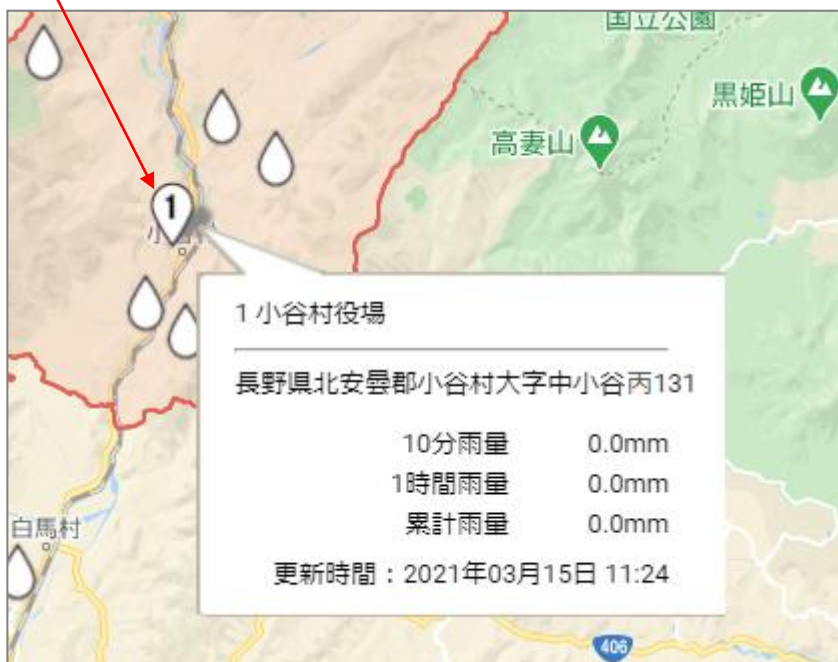 国立公園
黒姫山
高妻山
1
1 小谷村役場
長野県北安曇郡小谷村大字中小谷丙131
10分雨量 0.0mm
1時間雨量 0.0mm
累計雨量 0.0mm
更新時間：2021年03月15日 11:24
白馬村
406